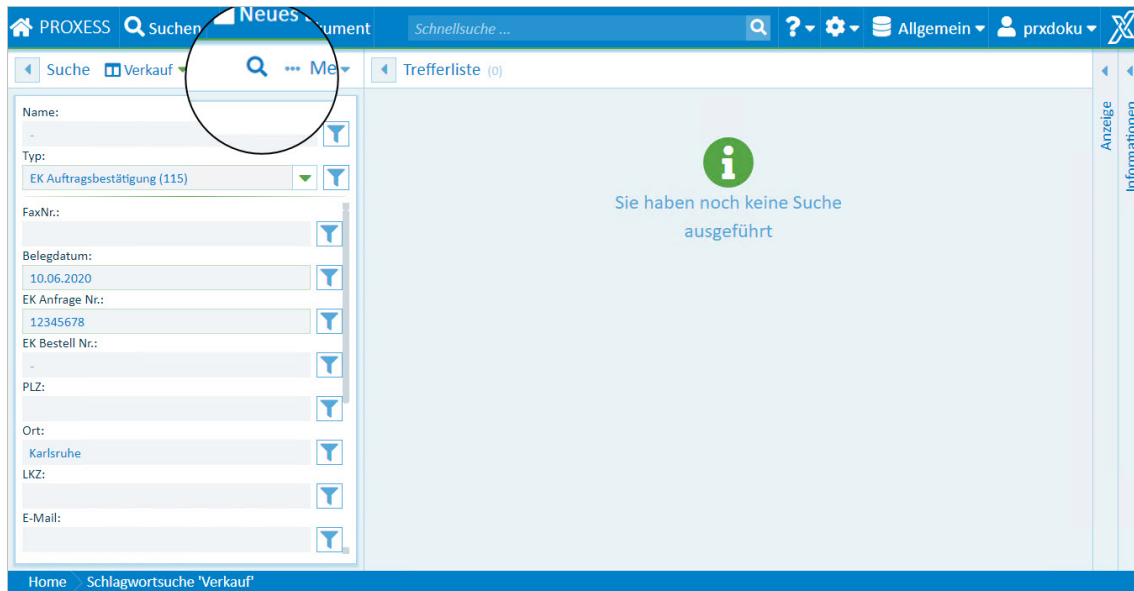 PROXESS Suchen Neues Dokument Schnellsuche ... ? Allgemein prxdoku
Suche Verkauf ... Me Trefferliste (0)
Name:
-
Typ:
EK Auftragsbestätigung (115)
FaxNr.:
Belegdatum:
10.06.2020
EK Anfrage Nr.:
12345678
EK Bestell Nr.:
-
PLZ:
Ort:
Karlsruhe
LKZ:
E-Mail:
Sie haben noch keine Suche
ausgeführt
Anzeige
Informationen
Home Schlagwortsuche 'Verkauf'